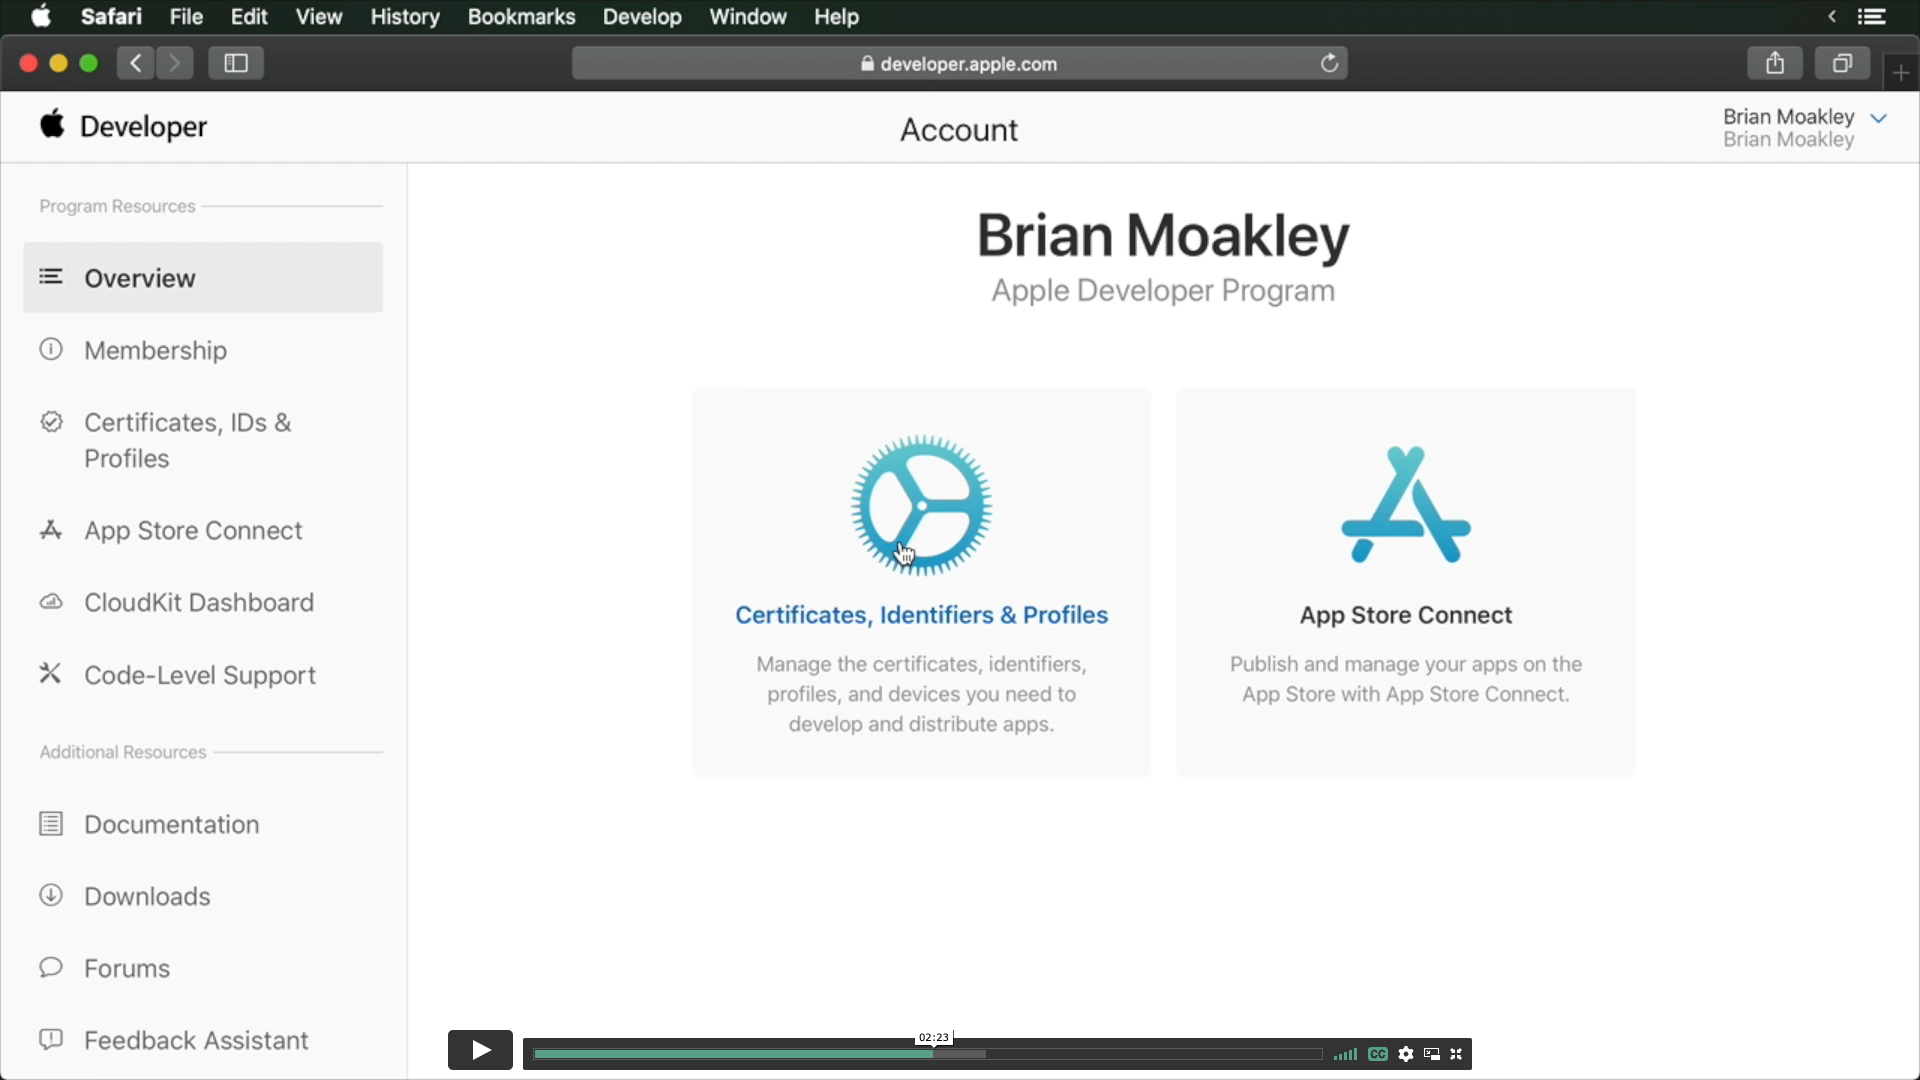 Safari File Edit View History Bookmarks Develop Window Help
developer.apple.com
Developer
Account
Brian Moakley
Brian Moakley
Program Resources
Overview
Membership
Certificates, IDs &
Profiles
App Store Connect
CloudKit Dashboard
Code-Level Support
Additional Resources
Documentation
Downloads
Forums
Feedback Assistant
Brian Moakley
Apple Developer Program
Certificates, Identifiers & Profiles
Manage the certificates, identifiers,
profiles, and devices you need to
develop and distribute apps.
App Store Connect
Publish and manage your apps on the
App Store with App Store Connect.
02:23
CC